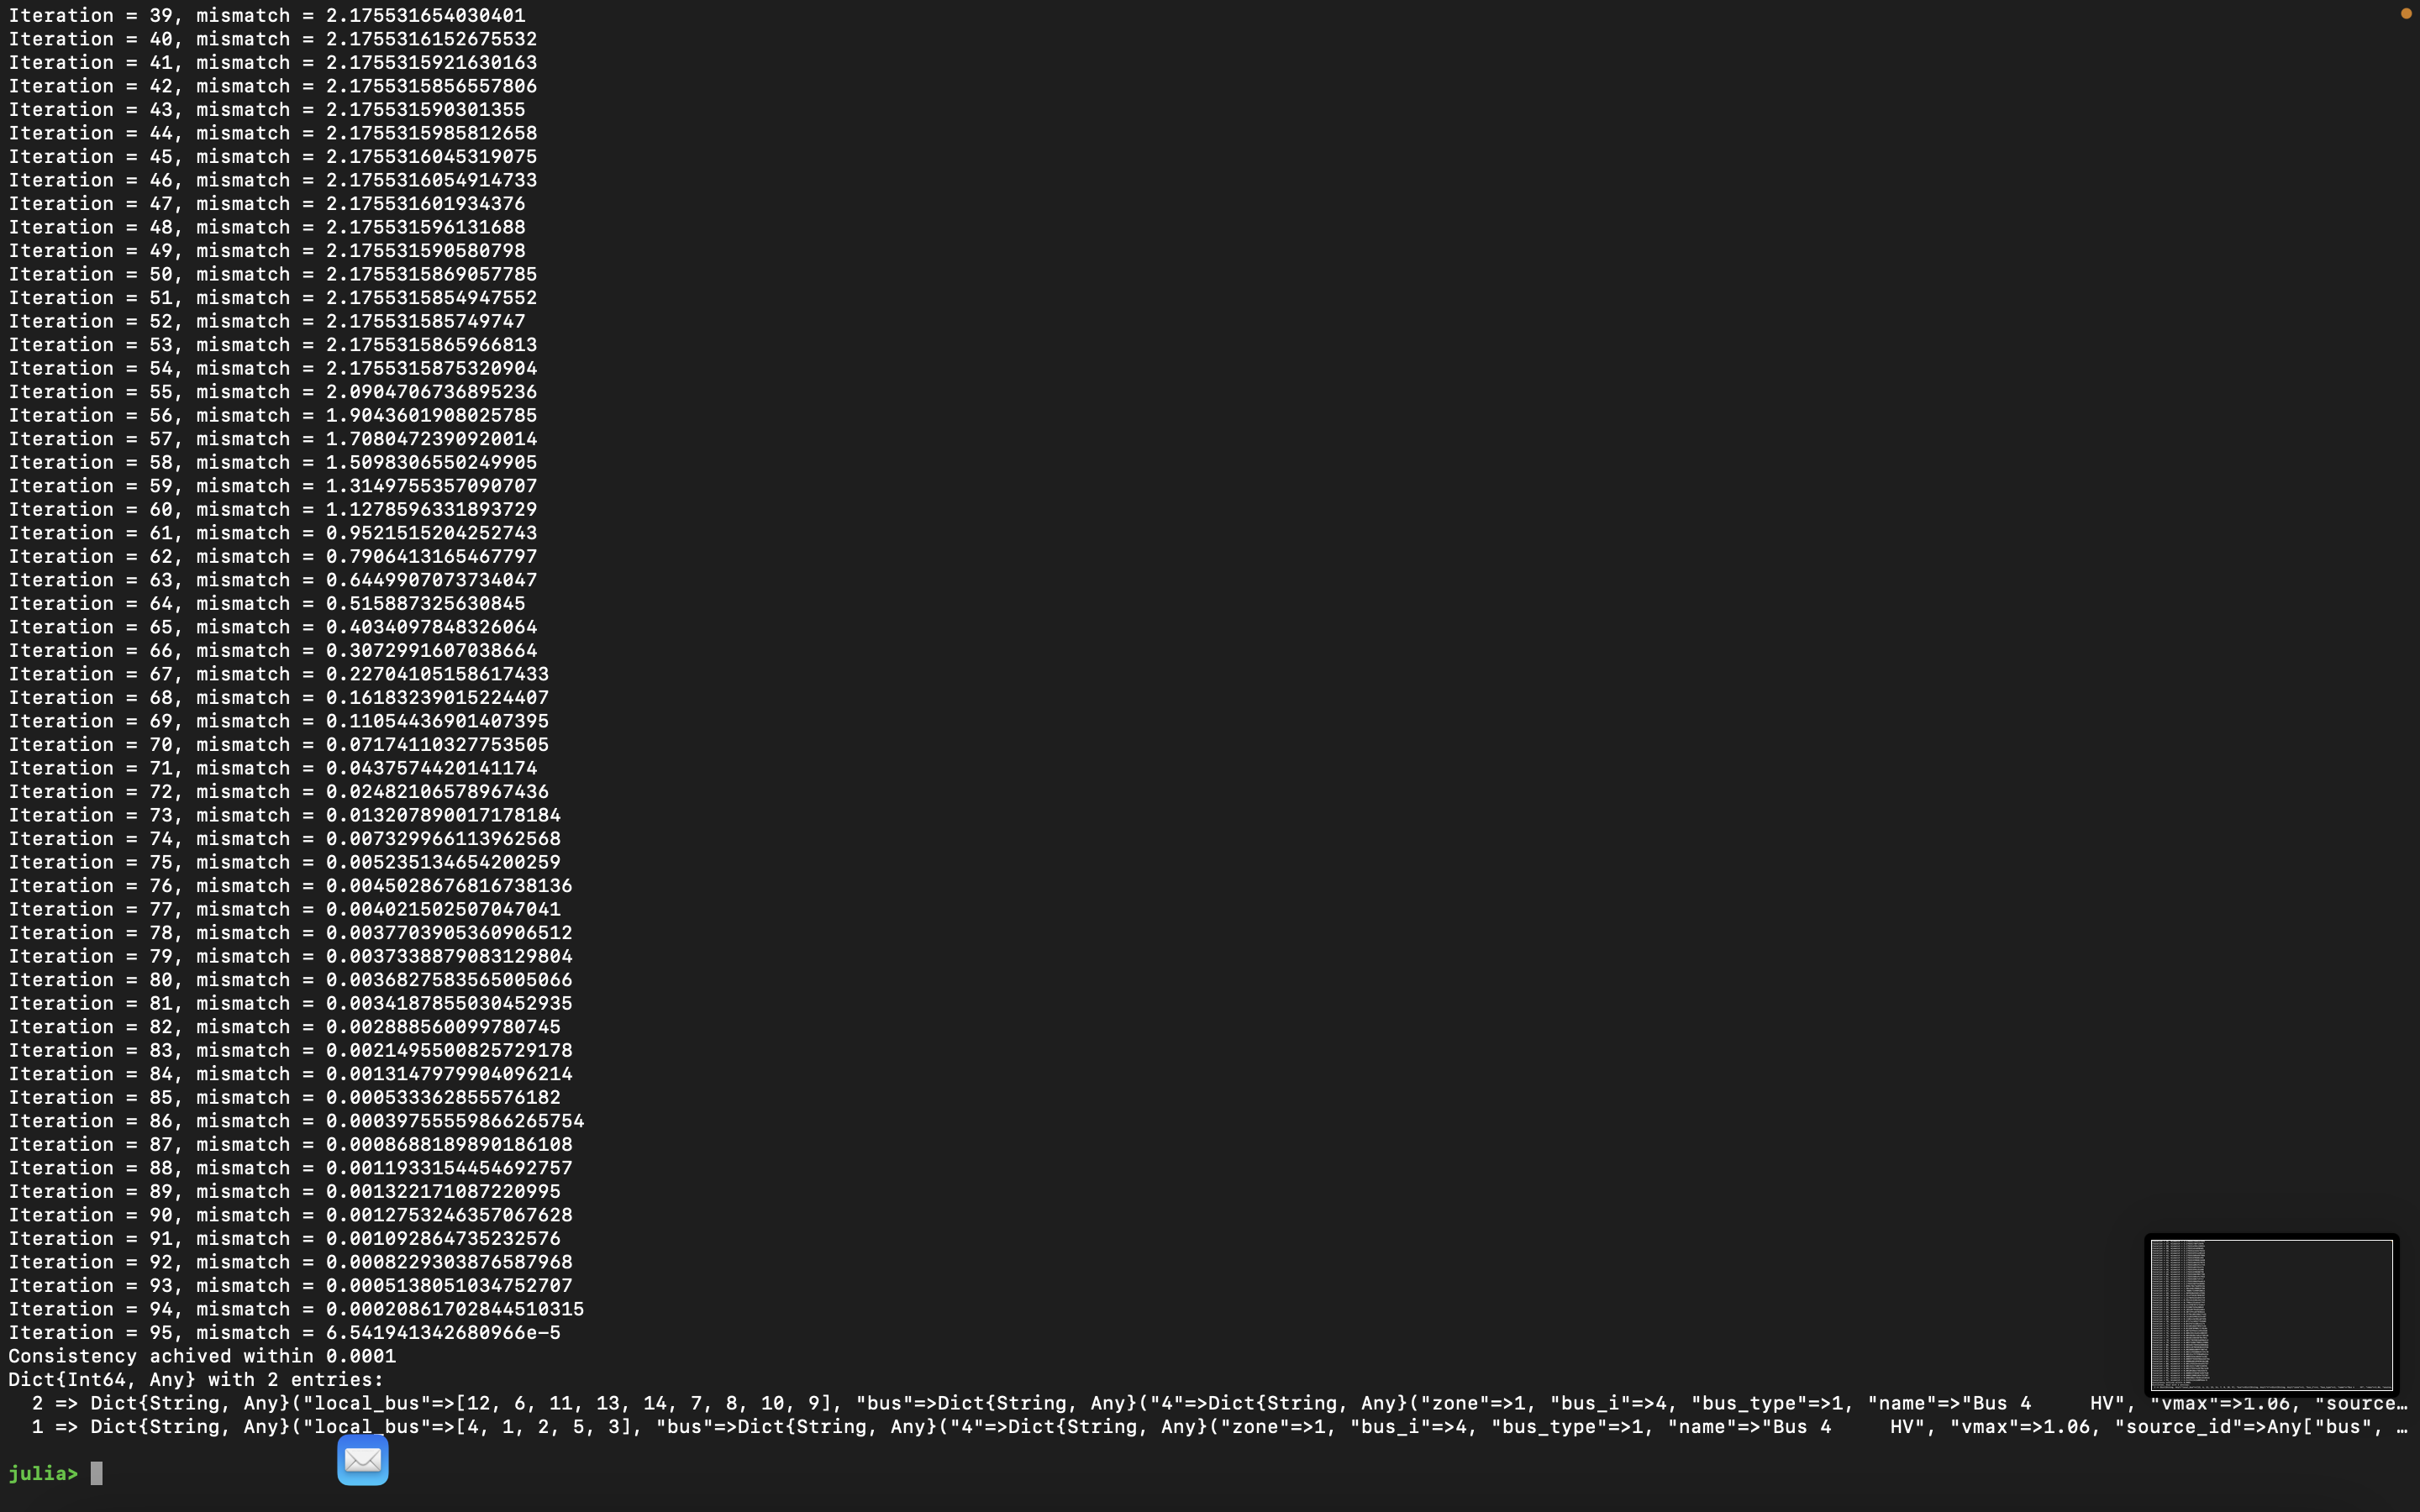 Iteration = 39, mismatch = 2.175531654030401
Iteration = 40, mismatch = 2.1755316152675532
Iteration = 41, mismatch = 2.1755315921630163
Iteration = 42, mismatch = 2.1755315856557806
Iteration = 43, mismatch = 2.175531590301355
Iteration = 44, mismatch = 2.1755315985812658
Iteration = 45, mismatch = 2.1755316045319075
Iteration = 46, mismatch = 2.1755316054914733
Iteration = 47, mismatch = 2.175531601934376
Iteration = 48, mismatch = 2.175531596131688
Iteration = 49, mismatch = 2.175531590580798
Iteration = 50, mismatch = 2.1755315869057785
Iteration = 51, mismatch = 2.1755315854947552
Iteration = 52, mismatch = 2.175531585749747
Iteration = 53, mismatch = 2.1755315865966813
Iteration = 54, mismatch = 2.1755315875320904
Iteration = 55, mismatch = 2.0904706736895236
Iteration = 56, mismatch = 1.9043601908025785
Iteration = 57, mismatch = 1.7080472390920014
Iteration = 58, mismatch = 1.5098306550249905
Iteration = 59, mismatch = 1.3149755357090707
Iteration = 60, mismatch = 1.1278596331893729
Iteration = 61, mismatch = 0.9521515204252743
Iteration = 62, mismatch = 0.7906413165467797
Iteration = 63, mismatch = 0.6449907073734047
Iteration = 64, mismatch = 0.515887325630845
Iteration = 65, mismatch = 0.4034097848326064
Iteration = 66, mismatch = 0.3072991607038664
Iteration = 67, mismatch = 0.22704105158617433
Iteration = 68, mismatch = 0.16183239015224407
Iteration = 69, mismatch = 0.11054436901407395
Iteration = 70, mismatch = 0.07174110327753505
Iteration = 71, mismatch = 0.0437574420141174
Iteration = 72, mismatch = 0.02482106578967436
Iteration = 73, mismatch = 0.013207890017178184
Iteration = 74, mismatch = 0.007329966113962568
Iteration = 75, mismatch = 0.005235134654200259
Iteration = 76, mismatch = 0.0045028676816738136
Iteration = 77, mismatch = 0.004021502507047041
Iteration = 78, mismatch = 0.0037703905360906512
Iteration = 79, mismatch = 0.0037338879083129804
Iteration = 80, mismatch = 0.0036827583565005066
Iteration = 81, mismatch = 0.0034187855030452935
Iteration = 82, mismatch = 0.002888560099780745
Iteration = 83, mismatch = 0.0021495500825729178
Iteration = 84, mismatch = 0.0013147979904096214
Iteration = 85, mismatch = 0.000533362855576182
Iteration = 86, mismatch = 0.00039755559866265754
Iteration = 87, mismatch = 0.0008688189890186108
Iteration = 88, mismatch = 0.0011933154454692757
Iteration = 89, mismatch = 0.001322171087220995
Iteration = 90, mismatch = 0.0012753246357067628
Iteration = 91, mismatch = 0.001092864735232576
Iteration = 92, mismatch = 0.0008229303876587968
Iteration = 93, mismatch = 0.0005138051034752707
Iteration = 94, mismatch = 0.00020861702844510315
Iteration = 95, mismatch = 6.541941342680966e-5
Consistency achived within 0.0001
Dict{Int64, Any} with 2 entries:
  2 => Dict{String, Any}("local_bus"=>[12, 6, 11, 13, 14, 7, 8, 10, 9], "bus"=>Dict{String, Any}("4"=>Dict{String, Any}("zone"=>1, "bus_i"=>4, "bus_type"=>1, "name"=>"Bus 4     HV", "vmax"=>1.06, "source…
  1 => Dict{String, Any}("local_bus"=>[4, 1, 2, 5, 3], "bus"=>Dict{String, Any}("4"=>Dict{String, Any}("zone"=>1, "bus_i"=>4, "bus_type"=>1, "name"=>"Bus 4     HV", "vmax"=>1.06, "source_id"=>Any["bus", …
julia>